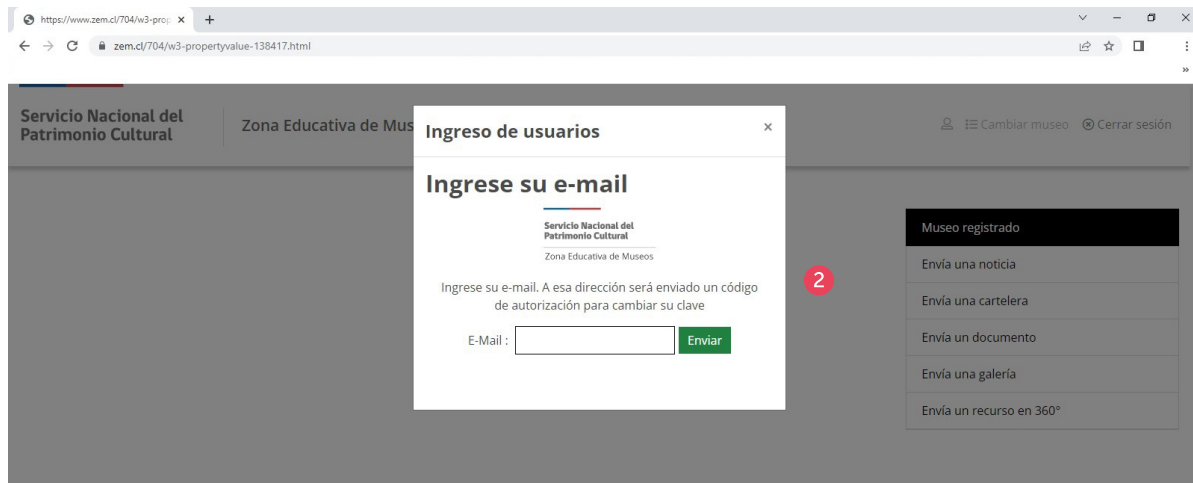 https://www.zem.cl/704/w3-prop
zem.cl/704/w3-propertyvalue-138417.html
Servicio Nacional del
Patrimonio Cultural
Zona Educativa de Mus
Cambiar museo
Cerrar sesión
Ingreso de usuarios
Ingrese su e-mail
Servicio Nacional del
Patrimonio Cultural
Zona Educativa de Museos
Ingrese su e-mail. A esa dirección será enviado un código
de autorización para cambiar su clave
E-Mail :
Enviar
2
Museo registrado
Envía una noticia
Envía una cartelera
Envía un documento
Envía una galería
Envía un recurso en 360°